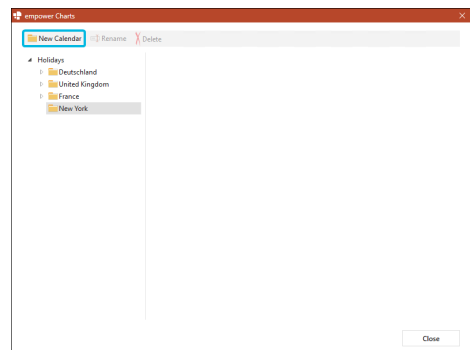 empower Charts
New Calendar Rename Delete
Holidays
Deutschland
United Kingdom
France
New York
Close